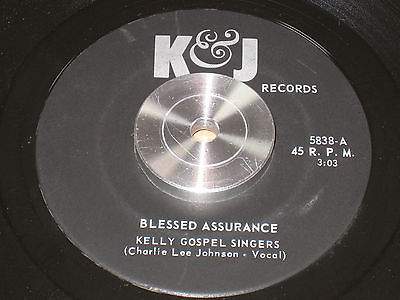 K&J
RECORDS
5838-A
45 R. P. M.
3:03
BLESSED ASSURANCE
KELLY GOSPEL SINGERS
(Charlie Lee Johnson - Vocal)